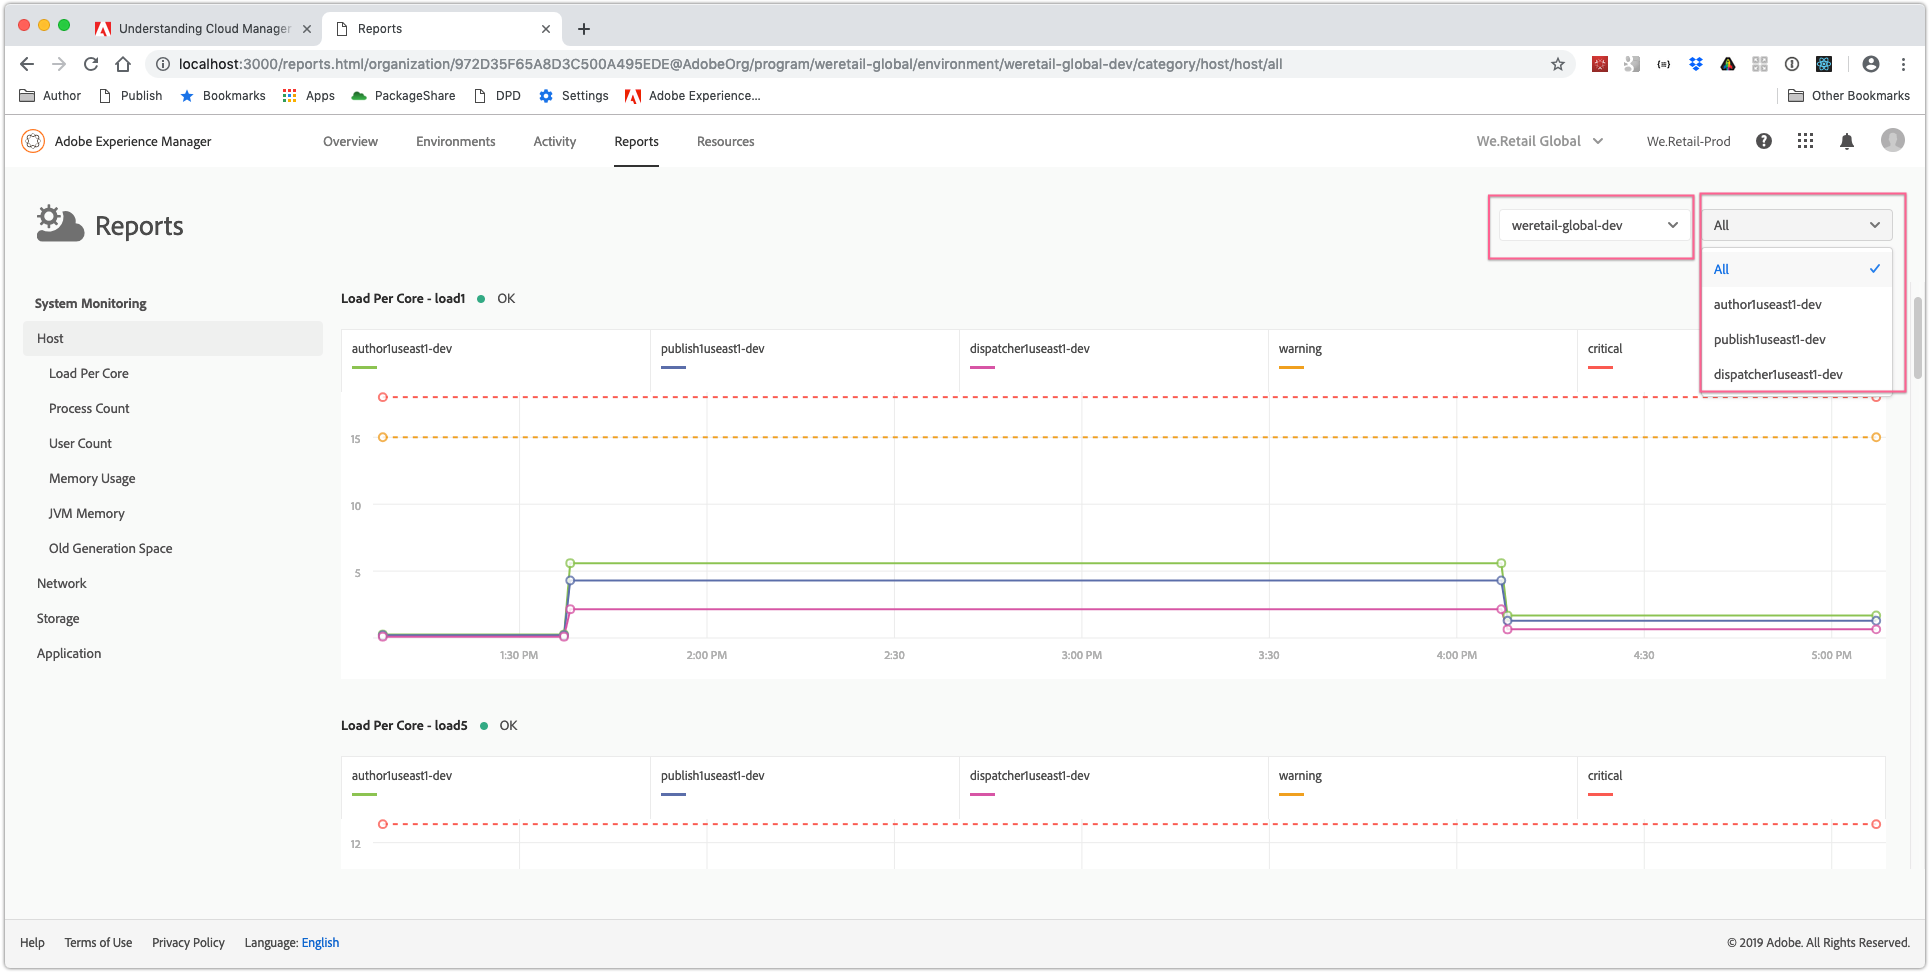 Understanding Cloud Manager
Reports
localhost:3000/reports.html/organization/972D35F65A8D3C500A495EDE@AdobeOrg/program/weretail-global/environment/weretail-global-dev/category/host/host/all
Author Publish Bookmarks Apps PackageShare DPD Settings Adobe Experience... Other Bookmarks
Adobe Experience Manager Overview Environments Activity Reports Resources We.Retail Global We.Retail-Prod
Reports
weretail-global-dev
All
All
author1useast1-dev
publish1useast1-dev
dispatcher1useast1-dev
System Monitoring
Host
Load Per Core
Process Count
User Count
Memory Usage
JVM Memory
Old Generation Space
Network
Storage
Application
Load Per Core - load1 OK
author1useast1-dev publish1useast1-dev dispatcher1useast1-dev warning critical
15
10
5
1:30 PM 2:00 PM 2:30 3:00 PM 3:30 4:00 PM 4:30 5:00 PM
Load Per Core - load5 OK
author1useast1-dev publish1useast1-dev dispatcher1useast1-dev warning critical
12
Help Terms of Use Privacy Policy Language: English © 2019 Adobe. All Rights Reserved.